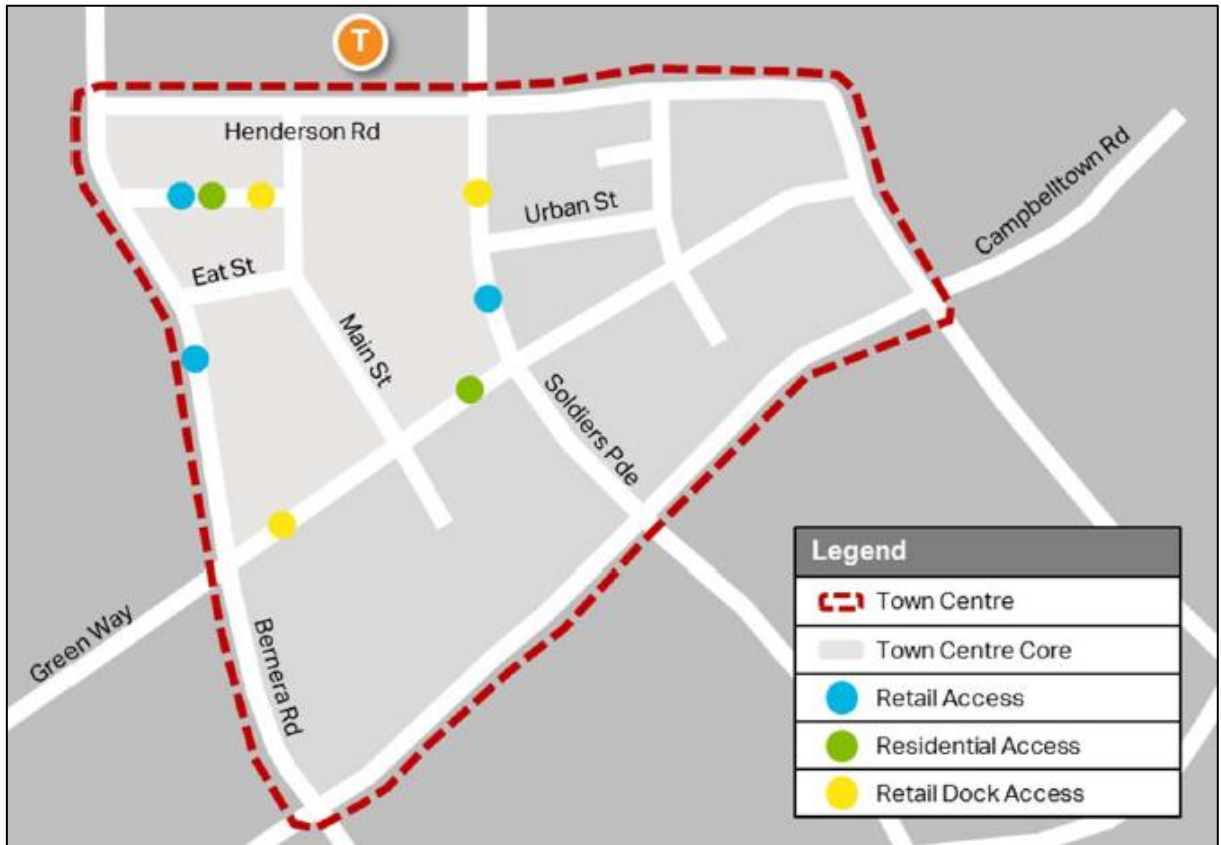 T
Henderson Rd
Campbelltown Rd
Urban St
Eat St
Main St
Soldiers Pde
Green Way
Bernera Rd
Legend
Town Centre
Town Centre Core
Retail Access
Residential Access
Retail Dock Access